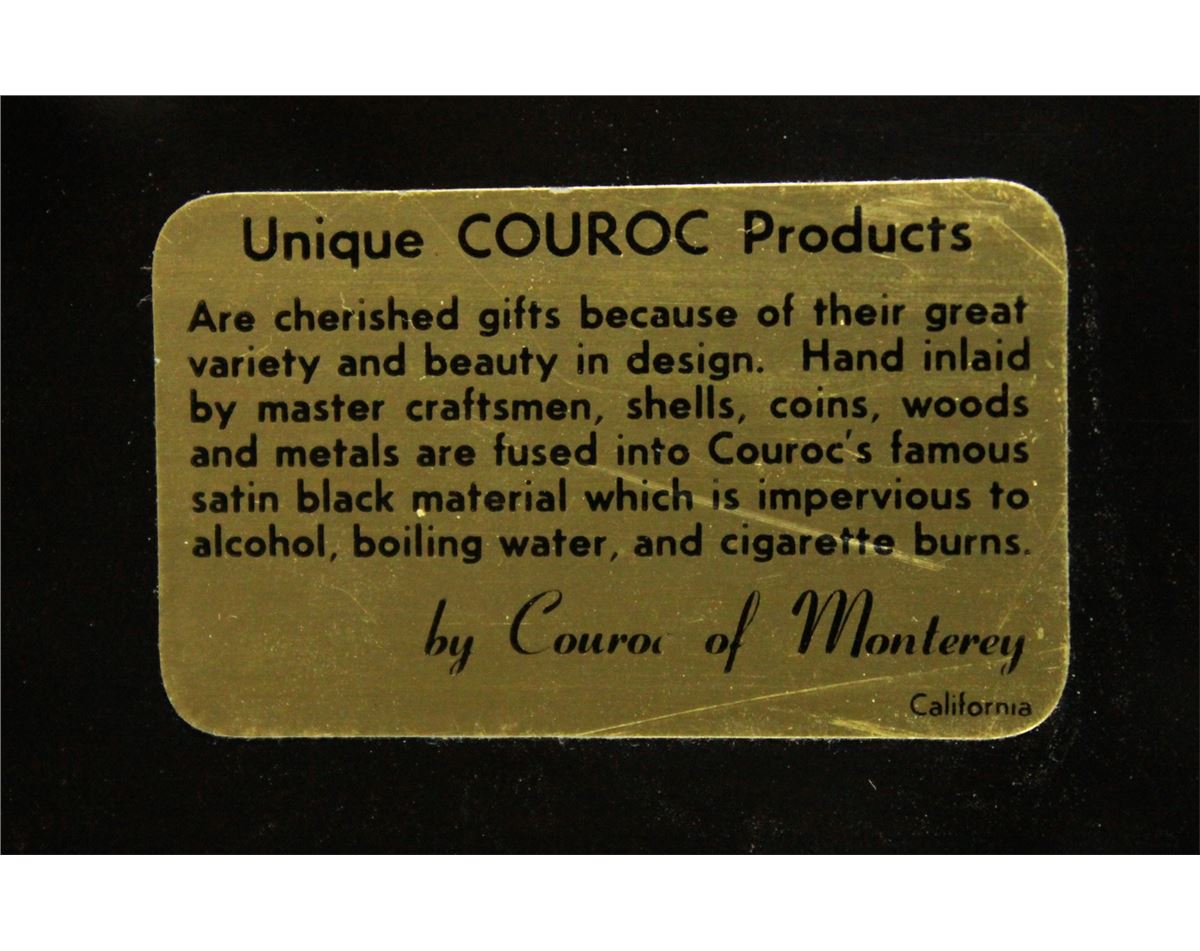 Unique COUROC Products
Are cherished gifts because of their great
variety and beauty in design. Hand inlaid
by master craftsmen, shells, coins, woods
and metals are fused into Couroc's famous
satin black material which is impervious to
alcohol, boiling water, and cigarette burns.
by Couroc of Monterey
California